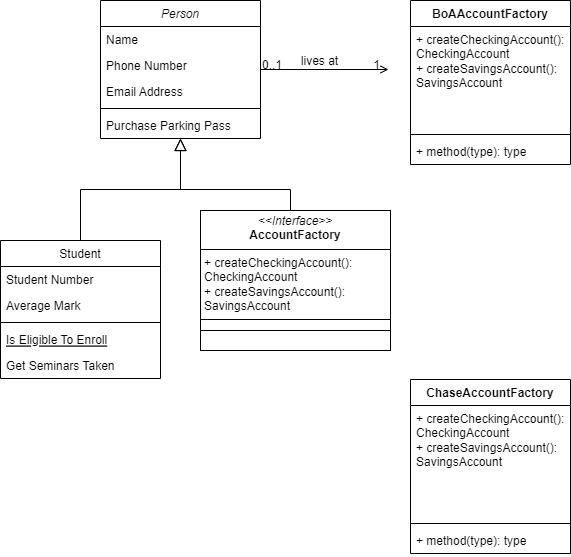 Person
Name
Phone Number
Email Address
Purchase Parking Pass
0..1
lives at
1
BoAAccountFactory
+ createCheckingAccount():
CheckingAccount
+ createSavingsAccount():
SavingsAccount
+ method(type): type
Student
Student Number
Average Mark
Is Eligible To Enroll
Get Seminars Taken
<<Interface>>
AccountFactory
+ createCheckingAccount():
CheckingAccount
+ createSavingsAccount():
SavingsAccount
ChaseAccountFactory
+ createCheckingAccount():
CheckingAccount
+ createSavingsAccount():
SavingsAccount
+ method(type): type